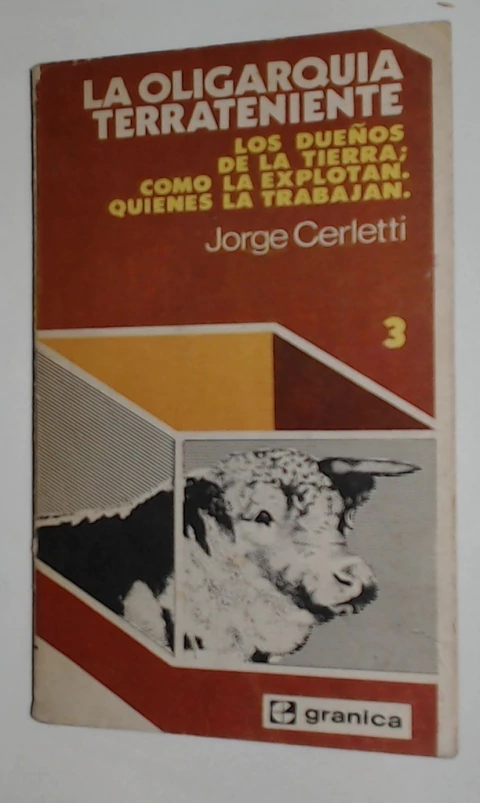 LA OLIGARQUIA
TERRATENIENTE
LOS DUEÑOS
DE LA TIERRA;
COMO LA EXPLOTAN.
QUIENES LA TRABAJAN.
Jorge Cerletti
3
granica